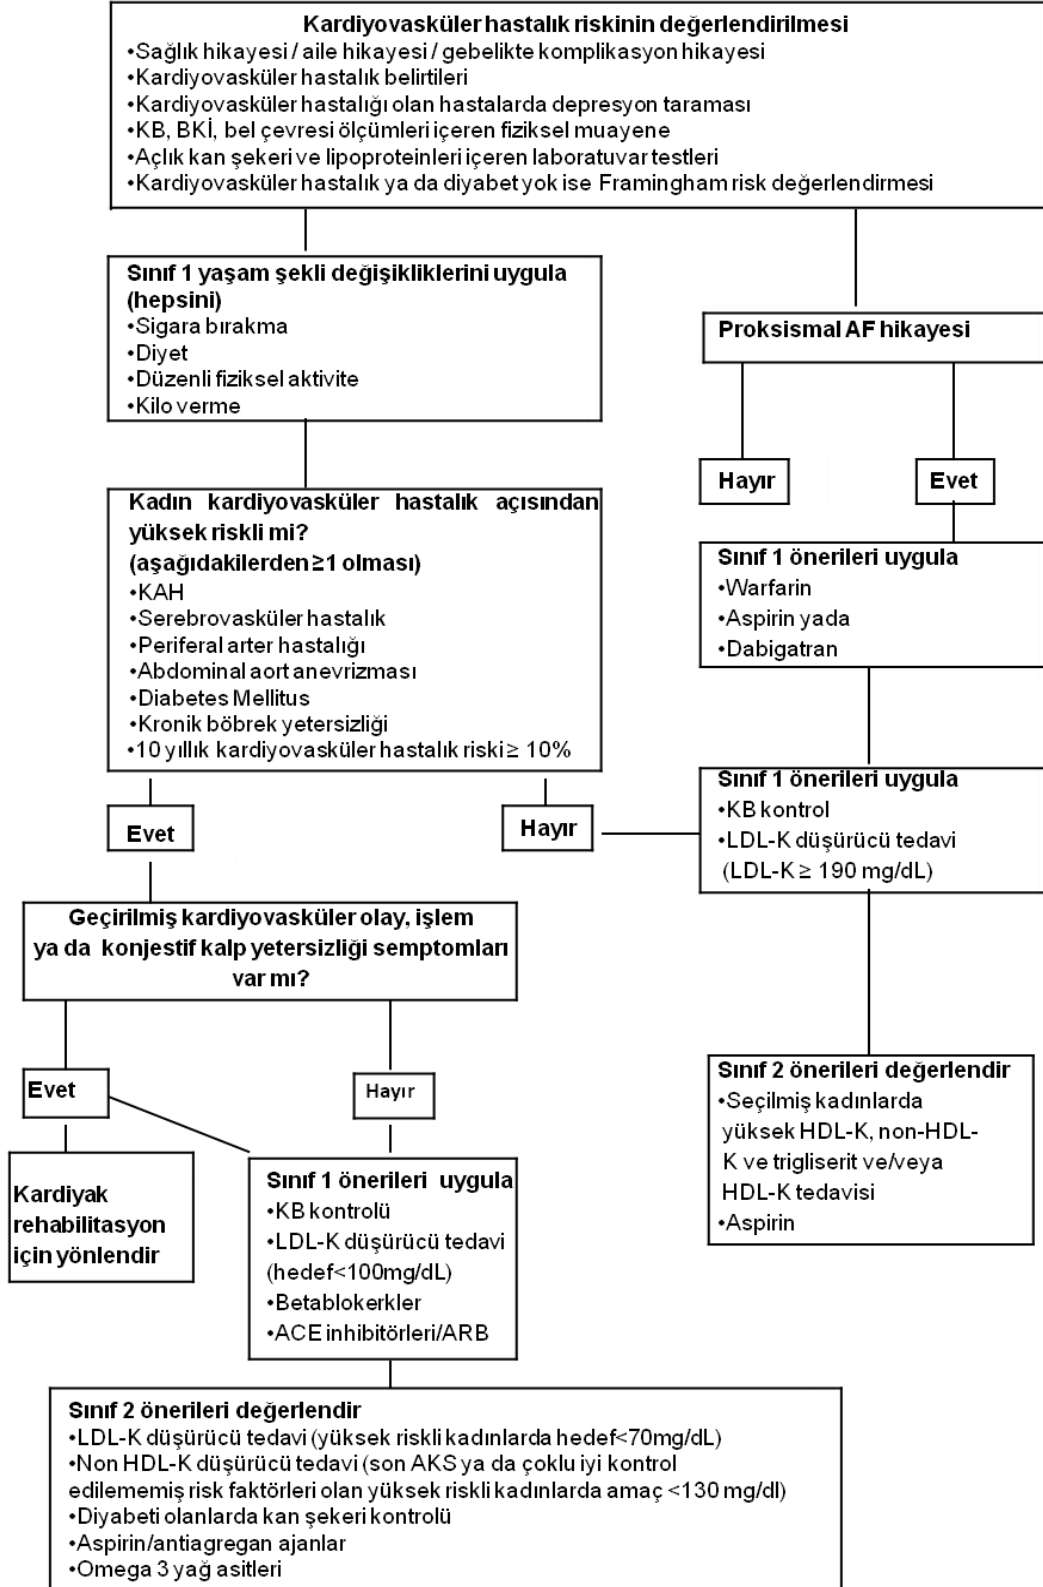 Kardiyovasküler hastalık riskinin değerlendirilmesi
•Sağlık hikayesi / aile hikayesi / gebelikte komplikasyon hikayesi
•Kardiyovasküler hastalık belirtileri
•Kardiyovasküler hastalığı olan hastalarda depresyon taraması
•KB, BKİ, bel çevresi ölçümleri içeren fiziksel muayene
•Açlık kan şekeri ve lipoproteinleri içeren laboratuvar testleri
•Kardiyovasküler hastalık ya da diyabet yok ise Framingham risk değerlendirmesi
Sınıf 1 yaşam şekli değişikliklerini uygula
(hepsini)
•Sigara bırakma
•Diyet
•Düzenli fiziksel aktivite
•Kilo verme
Proksismal AF hikayesi
Hayır
Evet
Kadın kardiyovasküler hastalık açısından
yüksek riskli mi?
(aşağıdakilerden ≥1 olması)
•KAH
•Serebrovasküler hastalık
•Periferal arter hastalığı
•Abdominal aort anevrizması
•Diabetes Mellitus
•Kronik böbrek yetersizliği
•10 yıllık kardiyovasküler hastalık riski ≥ 10%
Sınıf 1 önerileri uygula
•Warfarin
•Aspirin yada
•Dabigatran
Evet
Hayır
Sınıf 1 önerileri uygula
•KB kontrol
•LDL-K düşürücü tedavi
(LDL-K ≥ 190 mg/dL)
Geçirilmiş kardiyovasküler olay, işlem
ya da konjestif kalp yetersizliği semptomları
var mı?
Evet
Hayır
Sınıf 2 önerileri değerlendir
•Seçilmiş kadınlarda
yüksek HDL-K, non-HDL-
K ve trigliserit ve/veya
HDL-K tedavisi
•Aspirin
Kardiyak
rehabilitasyon
için yönlendir
Sınıf 1 önerileri uygula
•KB kontrolü
•LDL-K düşürücü tedavi
(hedef<100mg/dL)
•Betablokerkler
•ACE inhibitörleri/ARB
Sınıf 2 önerileri değerlendir
•LDL-K düşürücü tedavi (yüksek riskli kadınlarda hedef<70mg/dL)
•Non HDL-K düşürücü tedavi (son AKS ya da çoklu iyi kontrol
edilememiş risk faktörleri olan yüksek riskli kadınlarda amaç <130 mg/dl)
•Diyabeti olanlarda kan şekeri kontrolü
•Aspirin/antiagregan ajanlar
•Omega 3 yağ asitleri